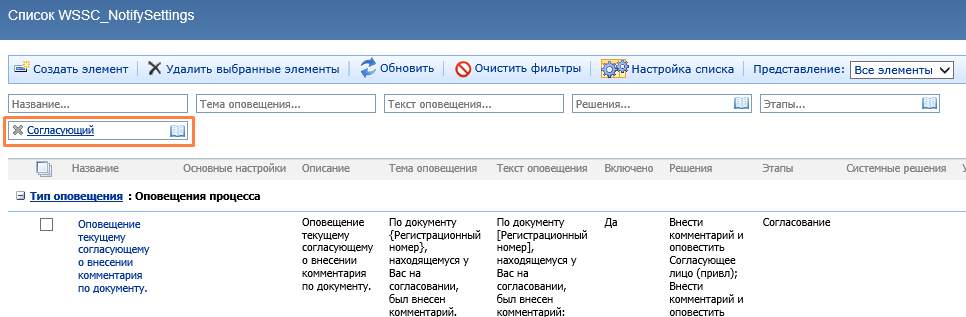 Список WSSC_NotifySettings
Создать элемент Удалить выбранные элементы Обновить Очистить фильтры Настройка списка Представление: Все элементы
Название... Тема оповещения... Текст оповещения... Решения... Этапы...
Согласующий
Название Основные настройки Описание Тема оповещения Текст оповещения Включено Решения Этапы Системные решения
Тип оповещения : Оповещения процесса
Оповещение Оповещение По документу По документу Да Внести Согласование
текущему текущему {Регистрационный [Регистрационный комментарий и
согласующему согласующему номер}, номер], оповестить
о внесении о внесении находящемуся у находящемуся у Согласующее
комментария комментария Вас на Вас на лицо (привл);
по документу. по документу. согласовании, согласовании, Внести
был внесен был внесен комментарий и
комментарий. комментарий: оповестить